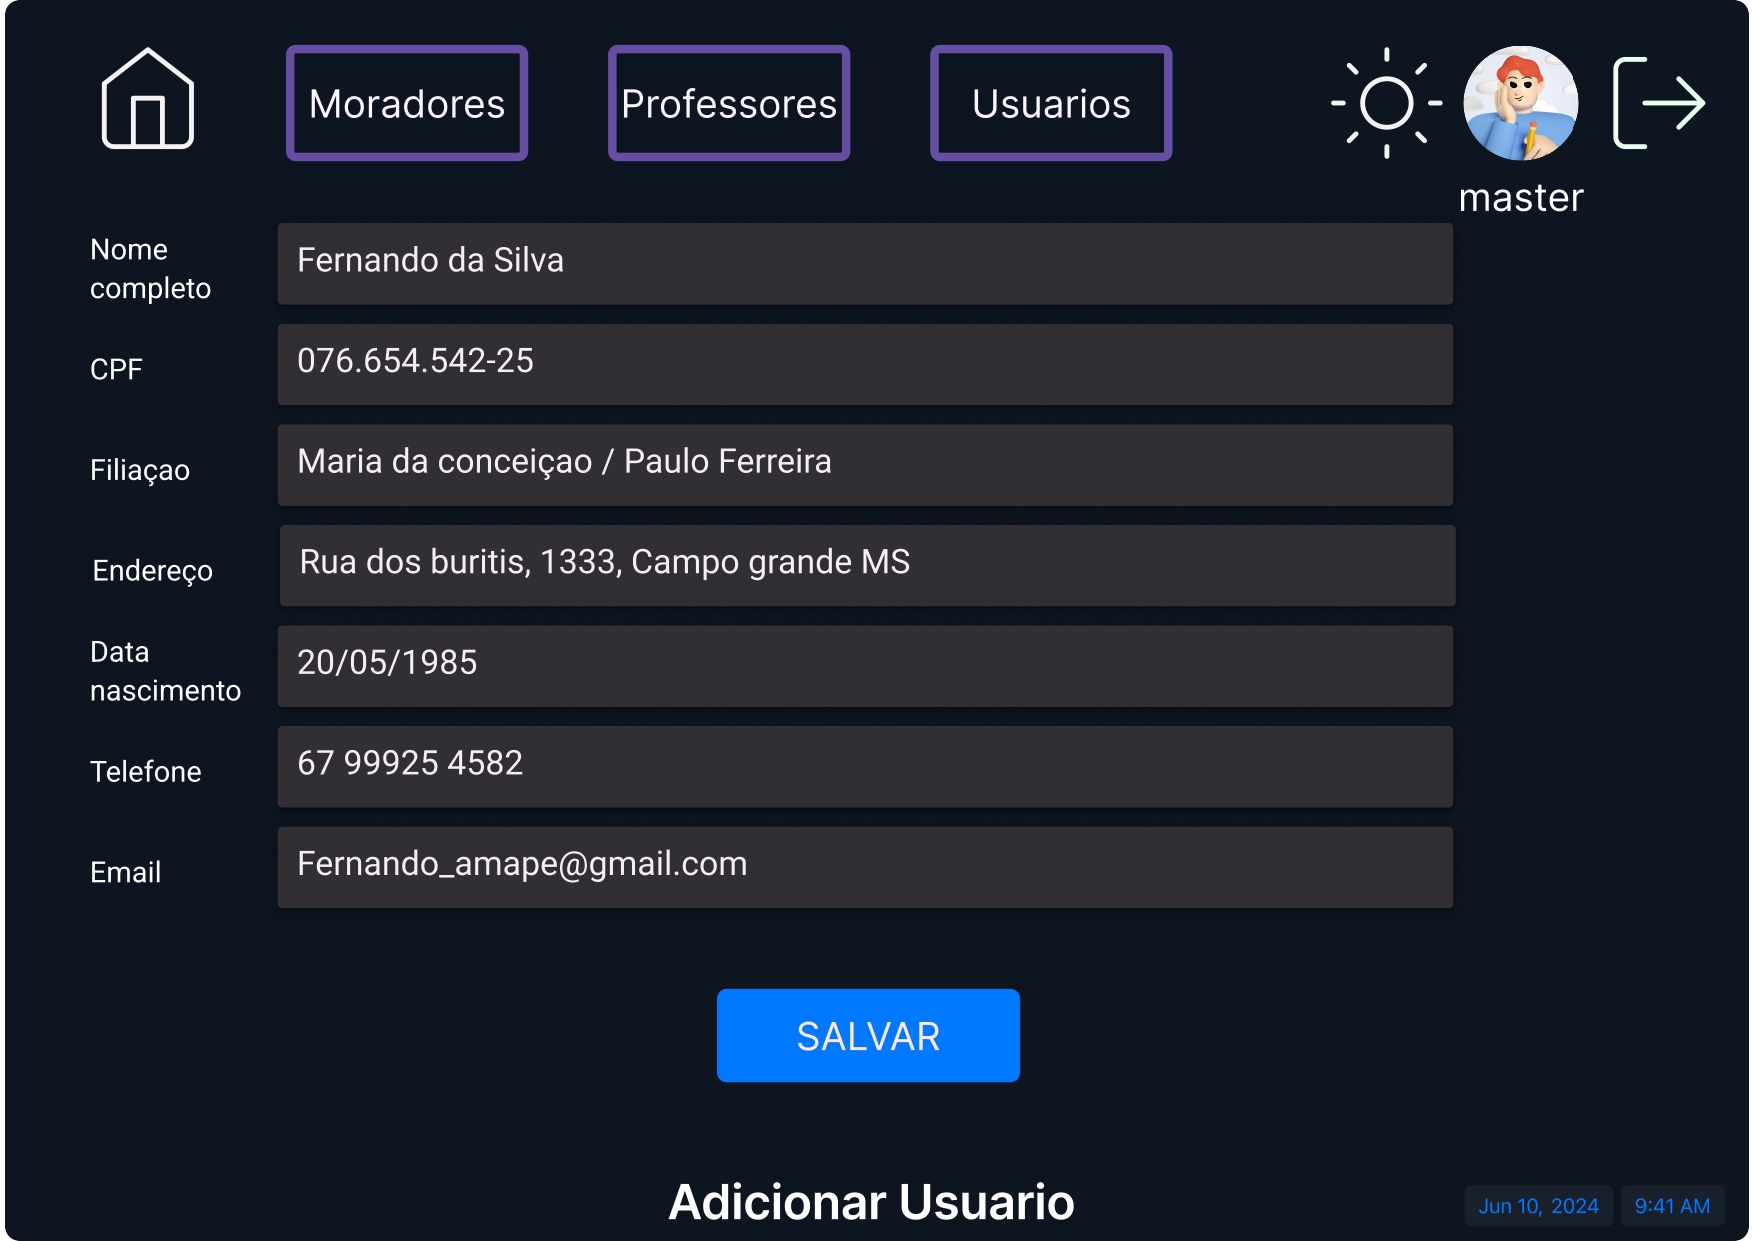 Moradores
Professores
Usuarios
master
Nome
completo
Fernando da Silva
CPF
076.654.542-25
Filiaçao
Maria da conceiçao / Paulo Ferreira
Endereço
Rua dos buritis, 1333, Campo grande MS
Data
nascimento
20/05/1985
Telefone
67 99925 4582
Email
Fernando_amape@gmail.com
SALVAR
Adicionar Usuario
Jun 10, 2024
9:41 AM